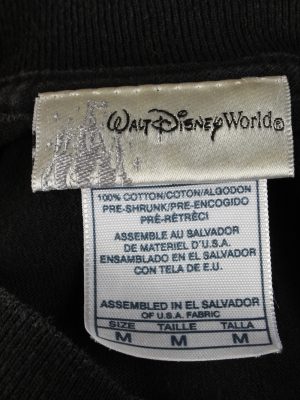 WALT DISNEY World®
100% COTTON/COTON/ALGODON
PRE-SHRUNK/PRE-ENCOGIDO
PRÉ-RÉTRÉCI
ASSEMBLE AU SALVADOR
DE MATERIEL D'U.S.A.
ENSAMBLADO EN EL SALVADOR
CON TELA DE E.U.
ASSEMBLED IN EL SALVADOR
OF U.S.A. FABRIC
SIZE TAILLE TALLA
M M M